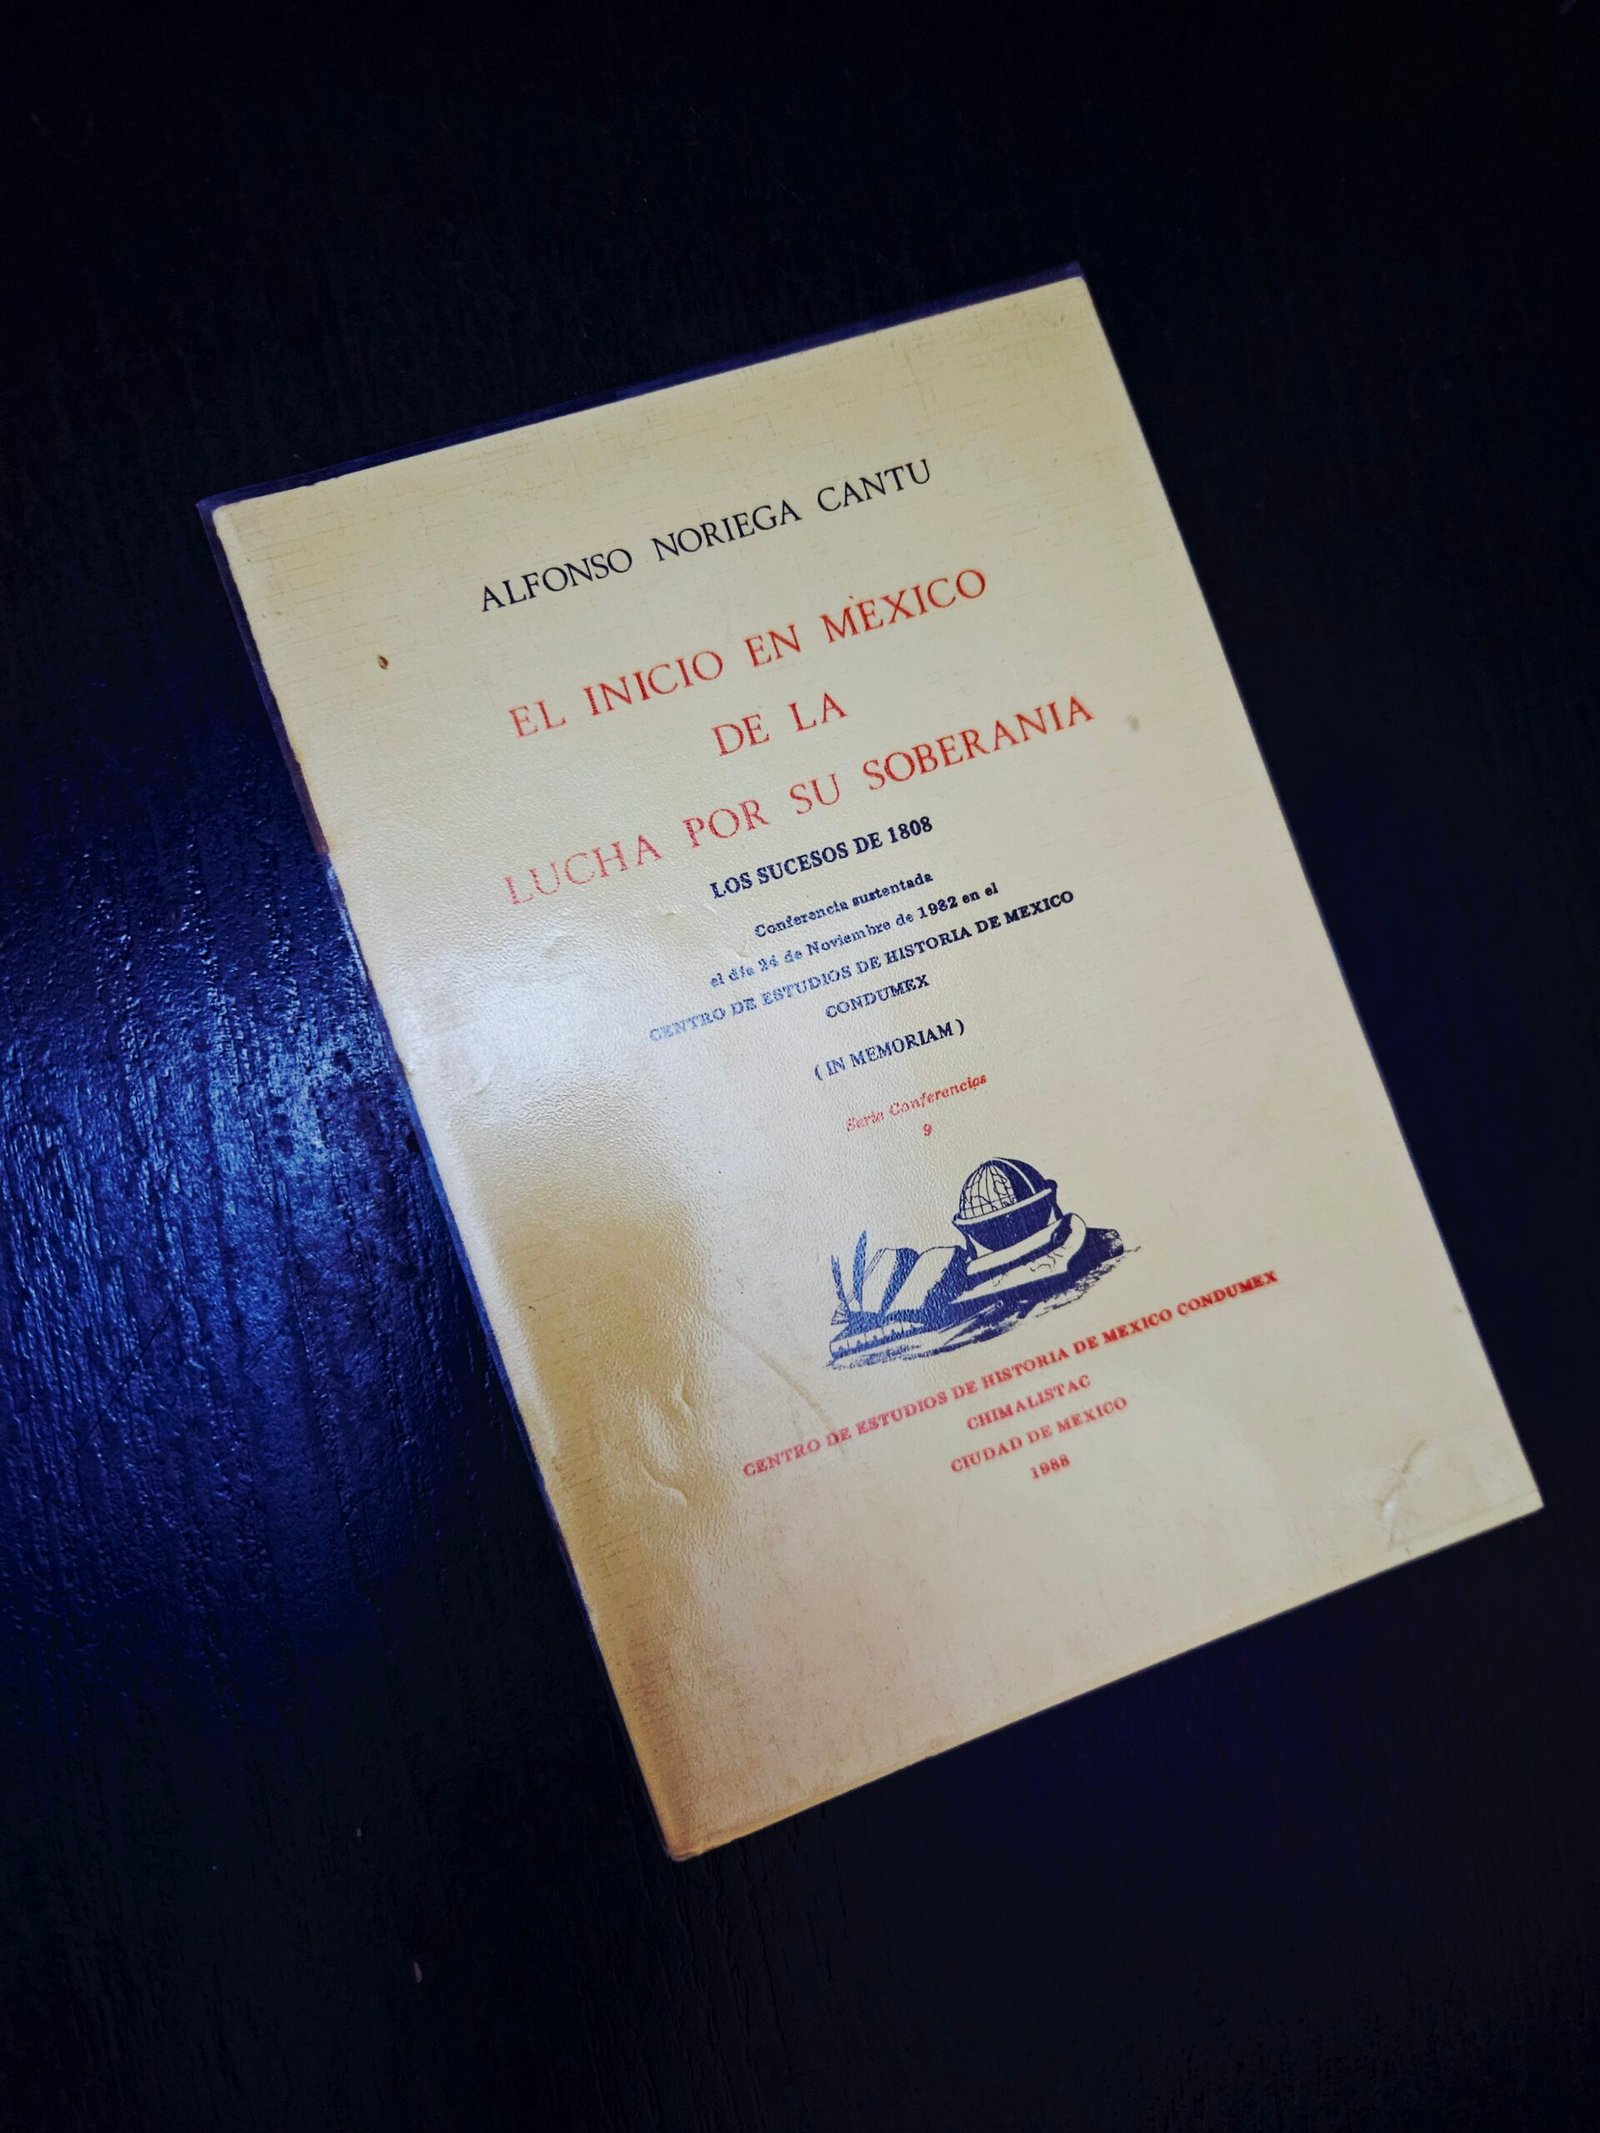 ALFONSO NORIEGA CANTU
EL INICIO EN MEXICO
DE LA
LUCHA POR SU SOBERANIA
LOS SUCESOS DE 1808
Conferencia sustentada
el día 24 de Noviembre de 1982 en el
CENTRO DE ESTUDIOS DE HISTORIA DE MEXICO
CONDUMEX
( IN MEMORIAM )
Serie Conferencias
9
CENTRO DE ESTUDIOS DE HISTORIA DE MEXICO CONDUMEX
CHIMALISTAC
CIUDAD DE MEXICO
1988